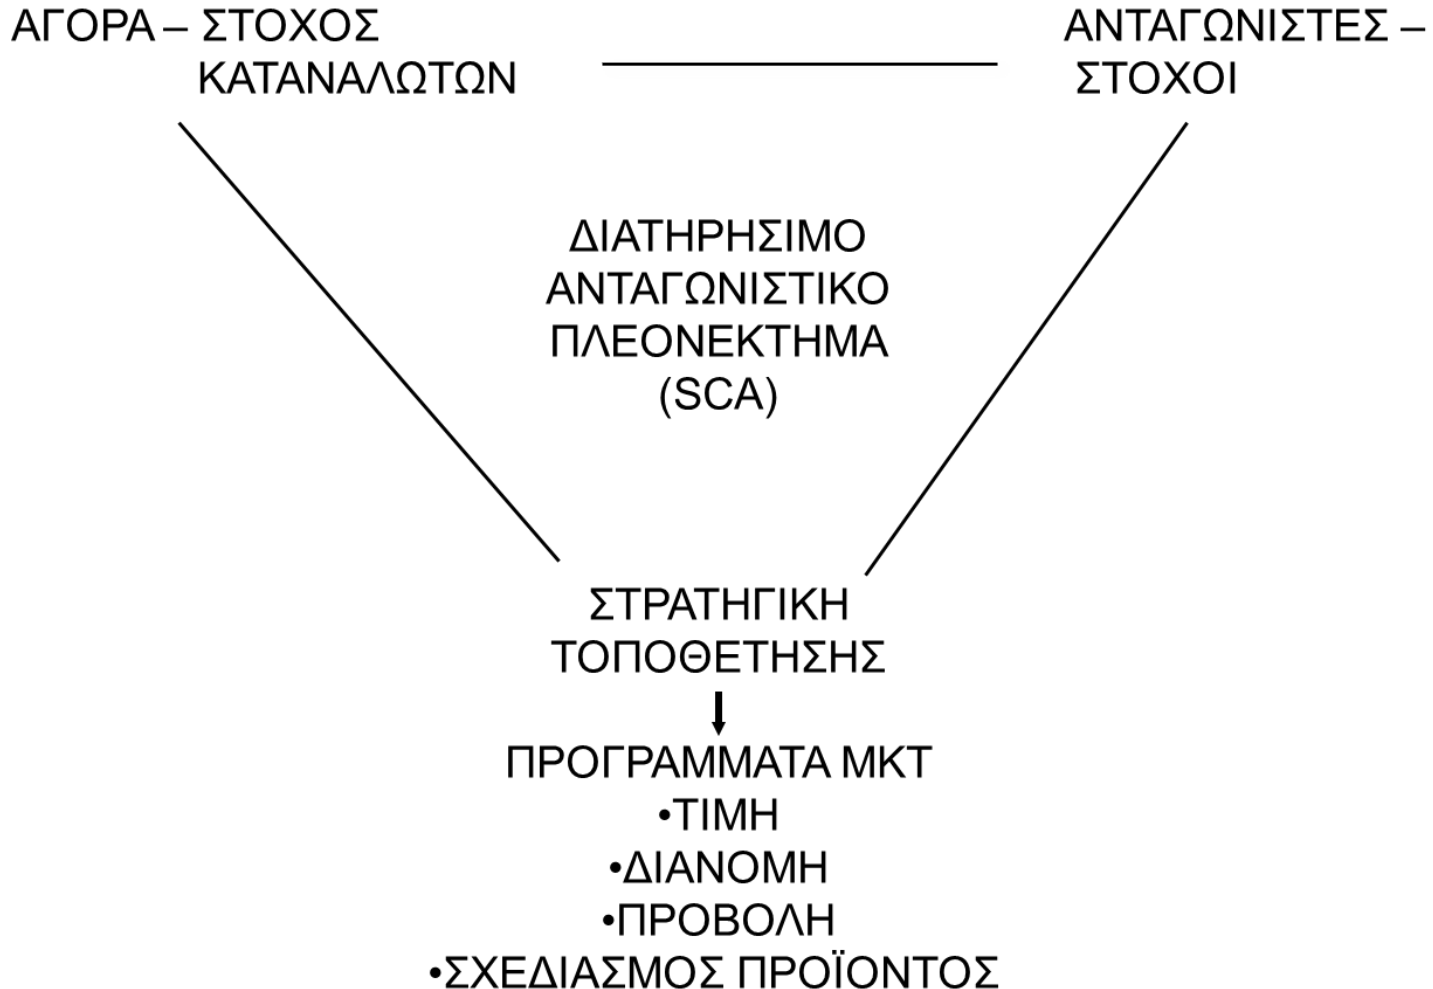 ΑΓΟΡΑ – ΣΤΟΧΟΣ
ΚΑΤΑΝΑΛΩΤΩΝ
ΑΝΤΑΓΩΝΙΣΤΕΣ –
ΣΤΟΧΟΙ
ΔΙΑΤΗΡΗΣΙΜΟ
ΑΝΤΑΓΩΝΙΣΤΙΚΟ
ΠΛΕΟΝΕΚΤΗΜΑ
(SCA)
ΣΤΡΑΤΗΓΙΚΗ
ΤΟΠΟΘΕΤΗΣΗΣ
ΠΡΟΓΡΑΜΜΑΤΑ ΜΚΤ
•ΤΙΜΗ
•ΔΙΑΝΟΜΗ
•ΠΡΟΒΟΛΗ
•ΣΧΕΔΙΑΣΜΟΣ ΠΡΟΪΟΝΤΟΣ